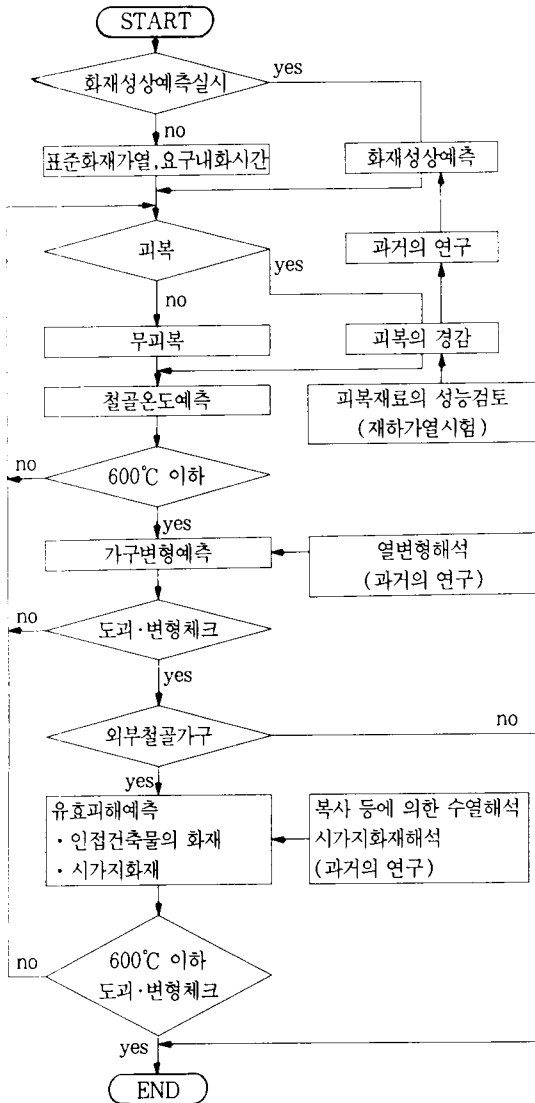 START
화재성상예측실시
yes
no
표준화재가열,요구내화시간
화재성상예측
피복
yes
과거의 연구
no
무피복
피복의 경감
철골온도예측
피복재료의 성능검토
(재하가열시험)
no
600℃ 이하
yes
가구변형예측
열변형해석
(과거의 연구)
no
도괴·변형체크
yes
외부철골가구
no
yes
유효피해예측
· 인접건축물의 화재
· 시가지화재
복사 등에 의한 수열해석
시가지화재해석
(과거의 연구)
no
600℃ 이하
도괴·변형체크
yes
END